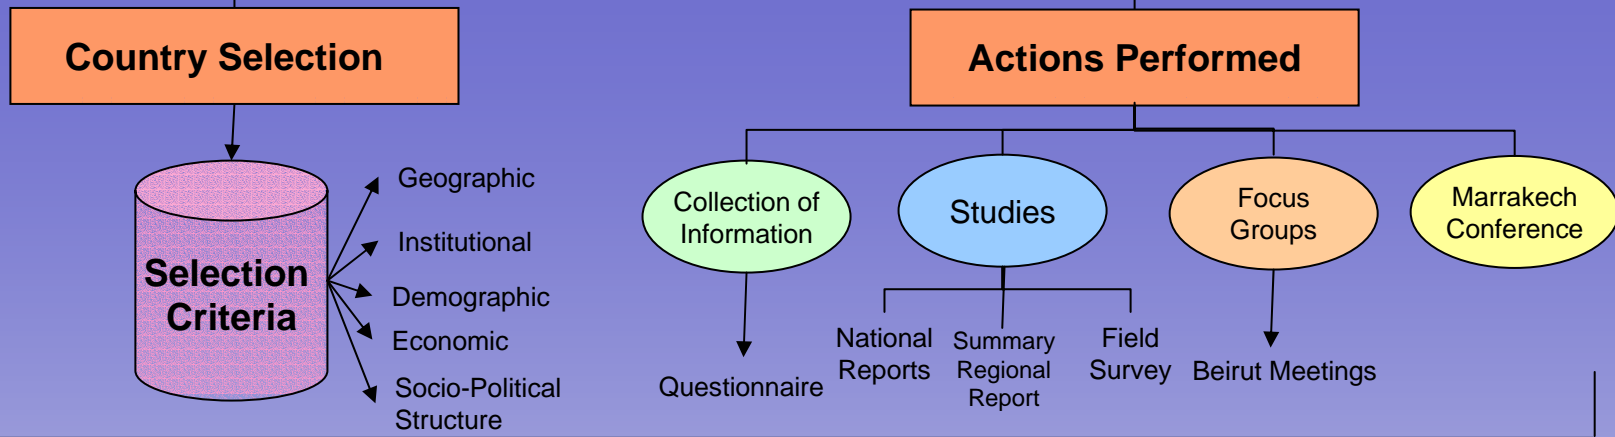 Country Selection
Selection
Criteria
Geographic
Institutional
Demographic
Economic
Socio-Political
Structure
Actions Performed
Collection of
Information
Questionnaire
Studies
National
Reports
Summary
Regional
Report
Field
Survey
Focus
Groups
Beirut Meetings
Marrakech
Conference